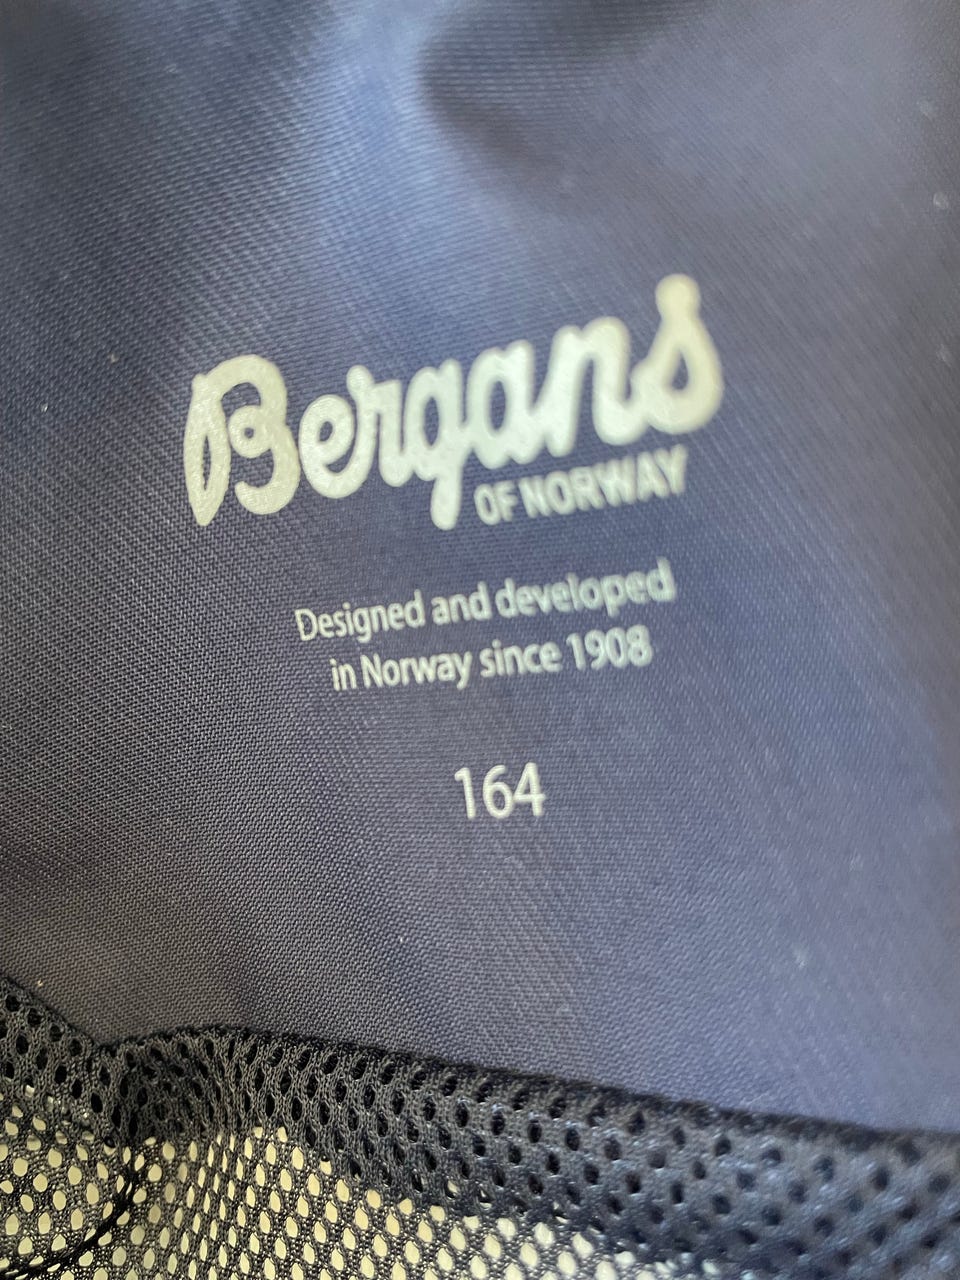 Bergans
OF NORWAY
Designed and developed
in Norway since 1908
164